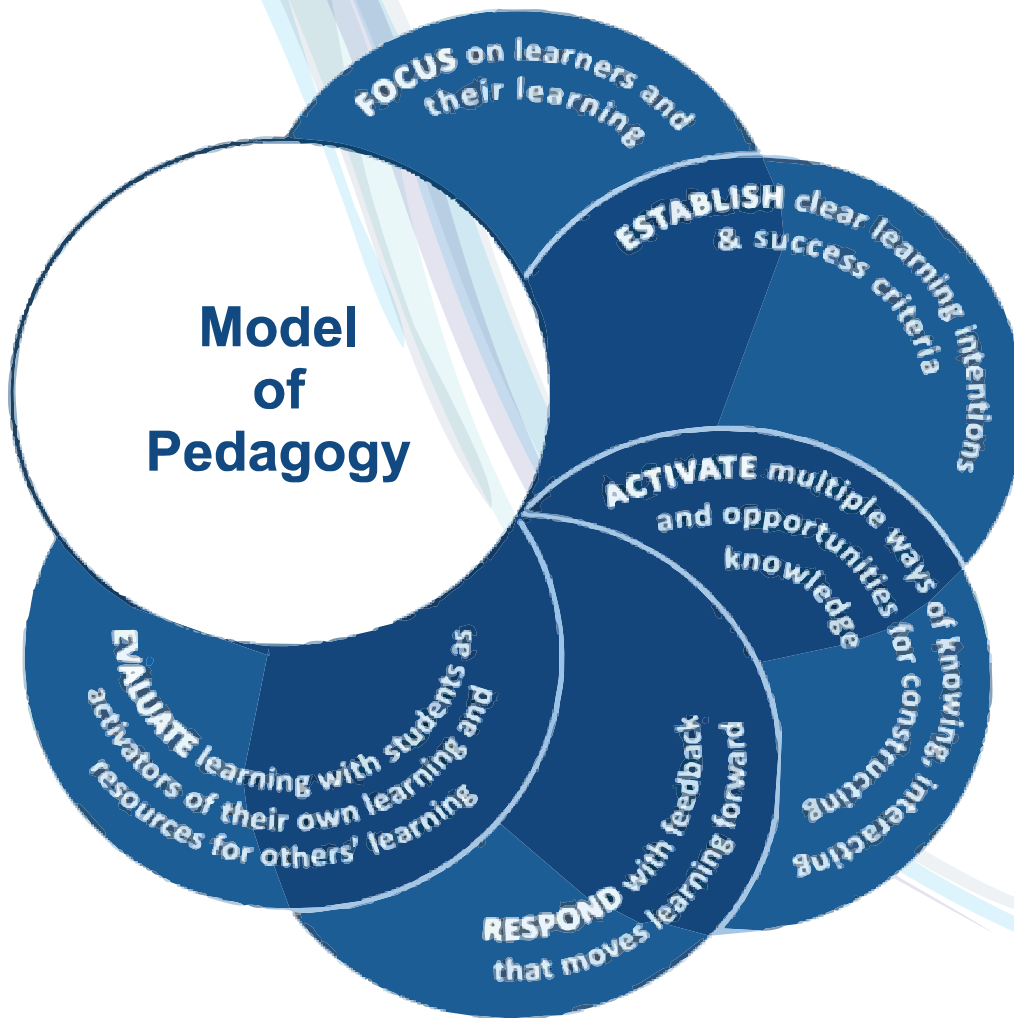 Model
of
Pedagogy
FOCUS on learners and
their learning
ESTABLISH clear learning intentions
& success criteria
ACTIVATE multiple ways of knowing, interacting
and opportunities for constructing
knowledge
RESPOND with feedback
that moves learning forward
EVALUATE learning with students as
activators of their own learning and
resources for others' learning